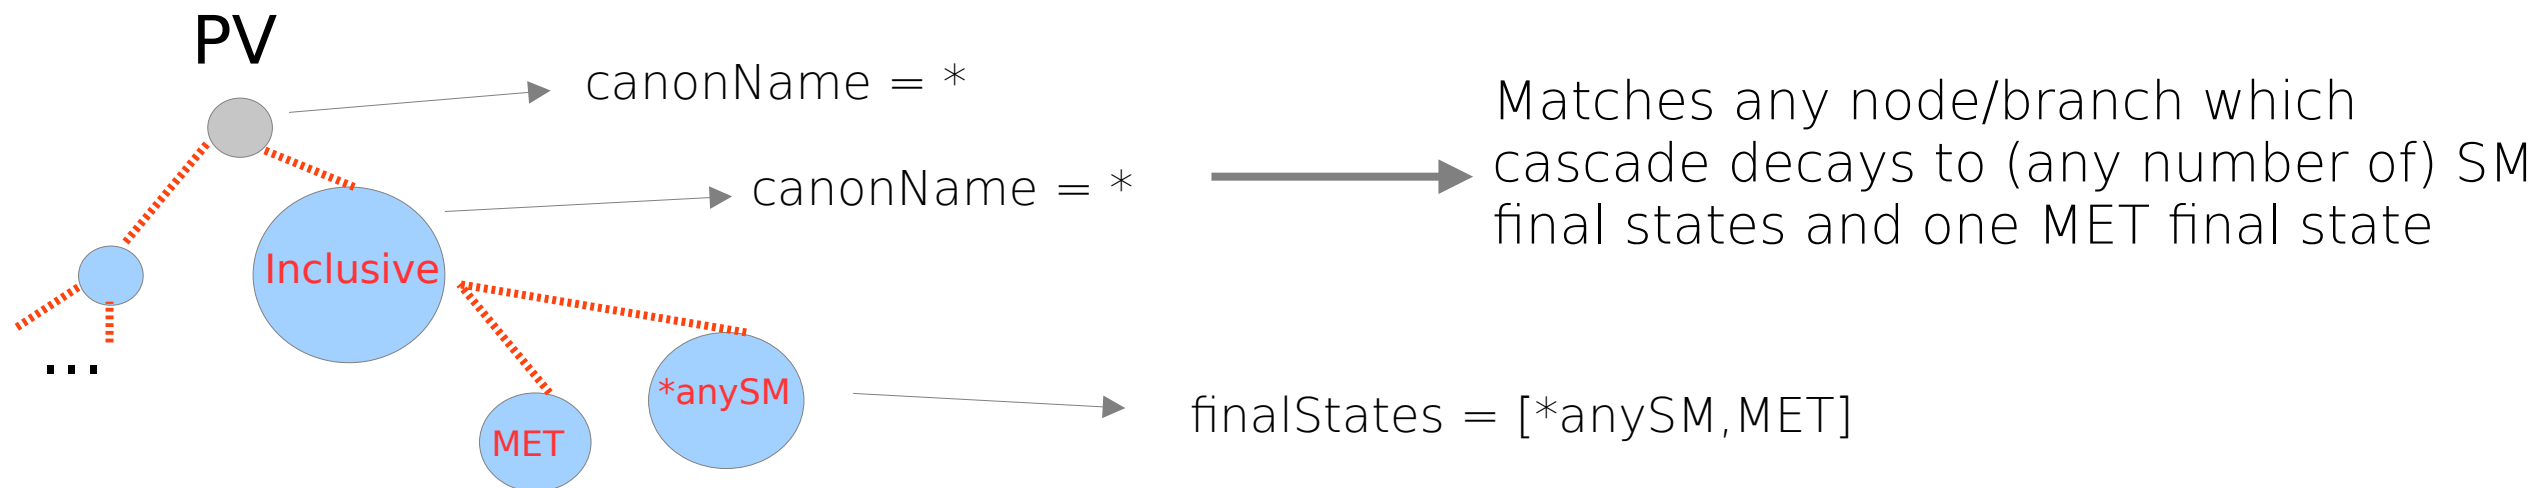 PV
canonName = *
canonName = *
Matches any node/branch which
cascade decays to (any number of) SM
final states and one MET final state
Inclusive
...
*anySM
MET
finalStates = [*anySM,MET]